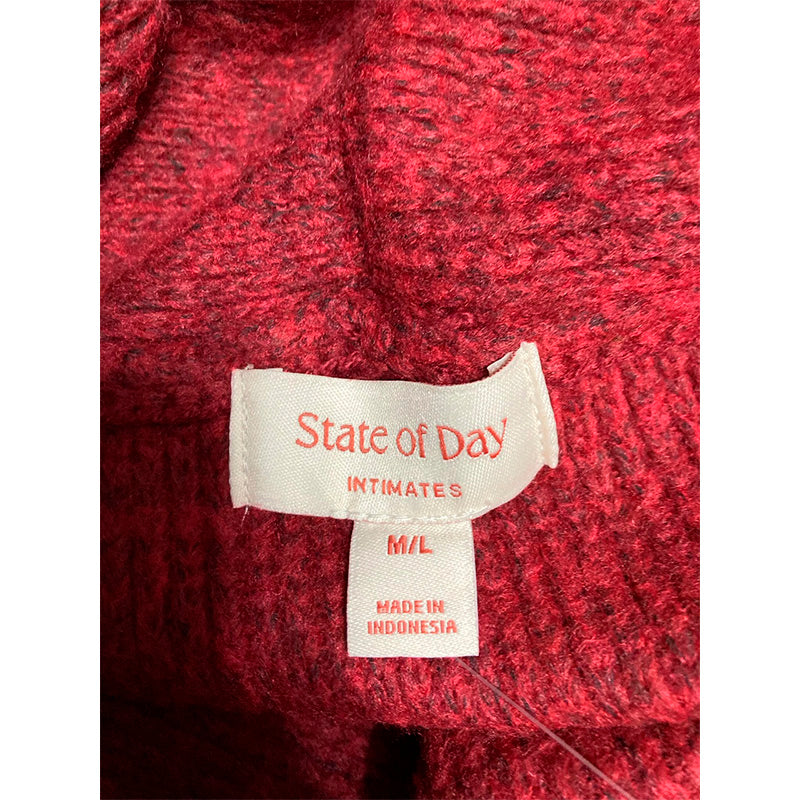 State of Day
INTIMATES
M/L
MADE IN
INDONESIA